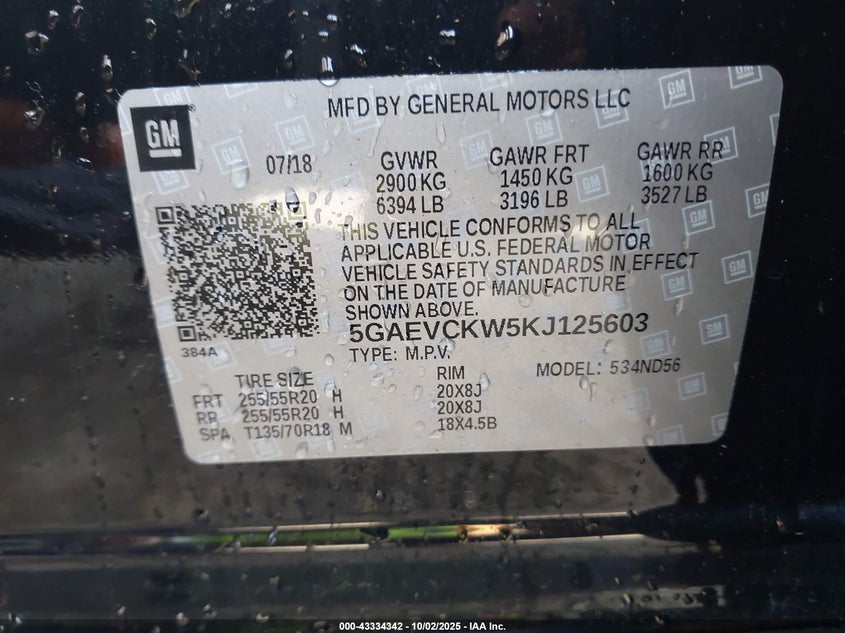 MFD BY GENERAL MOTORS LLC
GM
07/18
GVWR GAWR FRT GAWR RR
2900 KG 1450 KG 1600 KG
6394 LB 3196 LB 3527 LB
THIS VEHICLE CONFORMS TO ALL
APPLICABLE U.S. FEDERAL MOTOR
VEHICLE SAFETY STANDARDS IN EFFECT
ON THE DATE OF MANUFACTURE
SHOWN ABOVE.
5GAEVCKW5KJ125603
384A
TYPE: M.P.V. MODEL: 534ND56
TIRE SIZE RIM
FRT 255/55R20 H 20X8J
RR 255/55R20 H 20X8J
SPA T135/70R18 M 18X4.5B
000-43334342 - 10/02/2025 - IAA Inc.